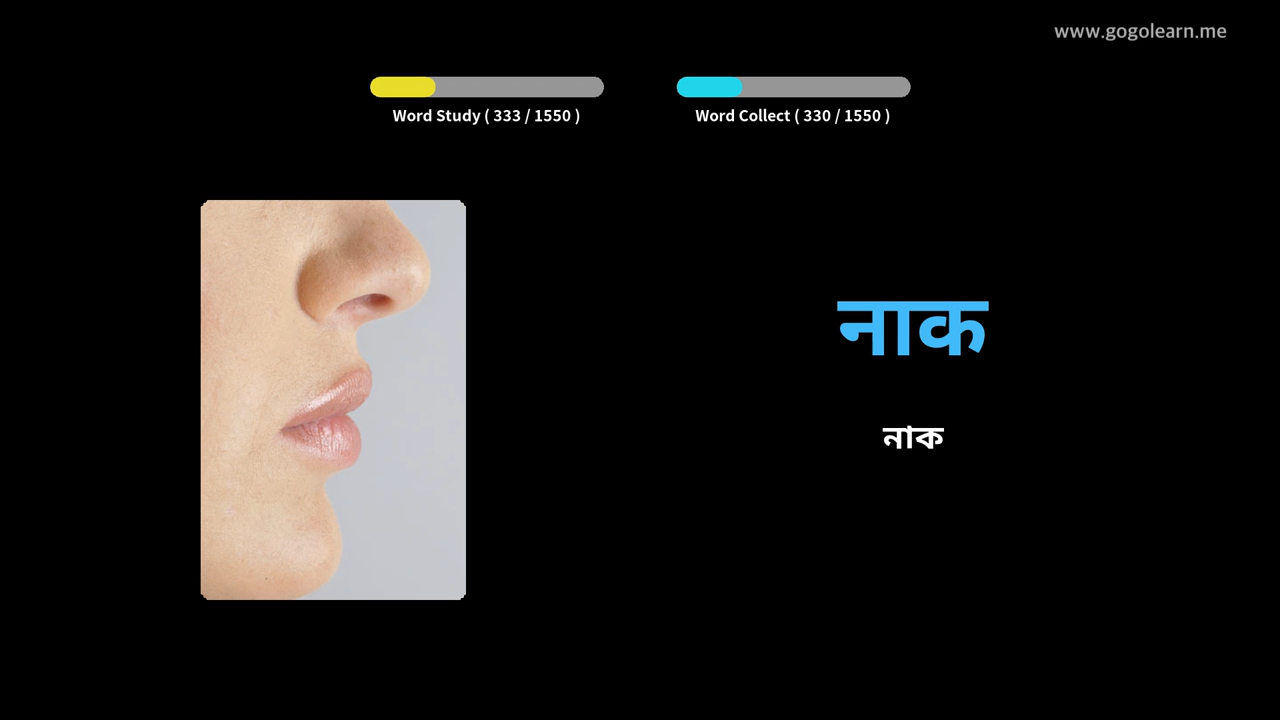 www.gogolearn.me
Word Study ( 333 / 1550 )
Word Collect ( 330 / 1550 )
नाक
নাক